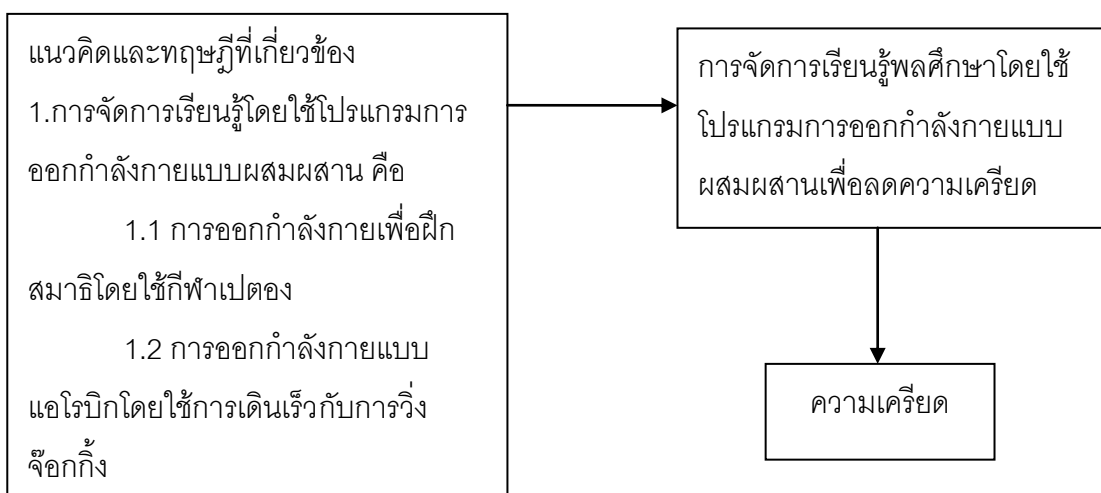 แนวคิดและทฤษฎีที่เกี่ยวข้อง
1.การจัดการเรียนรู้โดยใช้โปรแกรมการ
ออกกำลังกายแบบผสมผสาน คือ
1.1 การออกกำลังกายเพื่อฝึก
สมาธิโดยใช้กีฬาเปตอง
1.2 การออกกำลังกายแบบ
แอโรบิกโดยใช้การเดินเร็วกับการวิ่ง
จ๊อกกิ้ง
การจัดการเรียนรู้พลศึกษาโดยใช้
โปรแกรมการออกกำลังกายแบบ
ผสมผสานเพื่อลดความเครียด
ความเครียด